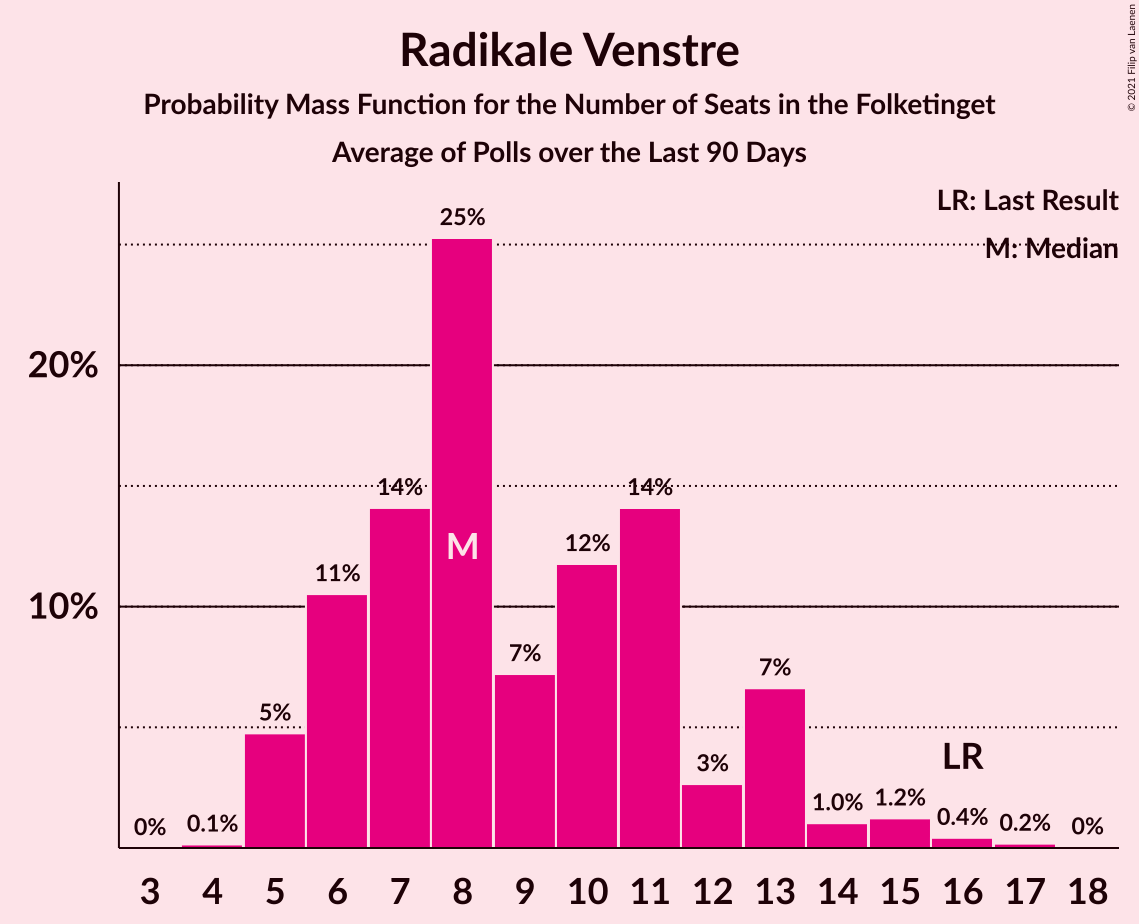 Radikale Venstre
Probability Mass Function for the Number of Seats in the Folketinget
Average of Polls over the Last 90 Days
© 2021 Filip van Laenen
LR: Last Result
M: Median
25%
20%
14%
14%
M
12%
11%
10%
7%
7%
5%
3%
LR
1.0%
1.2%
0.4%
0.2%
0%
0.1%
0%
3 4 5 6 7 8 9 10 11 12 13 14 15 16 17 18